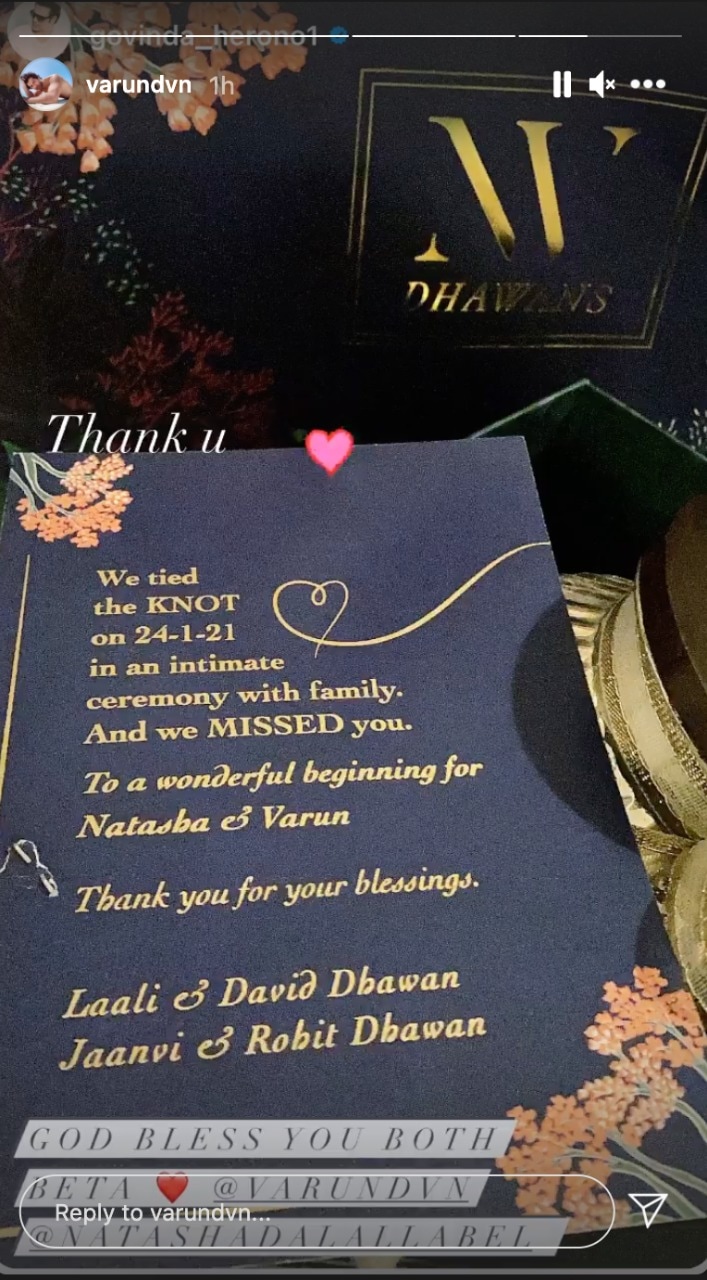 govinda_herono1
varundvn 1h
NV
DHAWANS
Thank u
We tied
the KNOT
on 24-1-21
in an intimate
ceremony with family.
And we MISSED you.
To a wonderful beginning for
Natasha & Varun
Thank you for your blessings.
Laali & David Dhawan
Jaanvi & Rohit Dhawan
GOD BLESS YOU BOTH
BETA ❤️ @VARUNDVN
Reply to varundvn...
@NATASHADALALLABEL